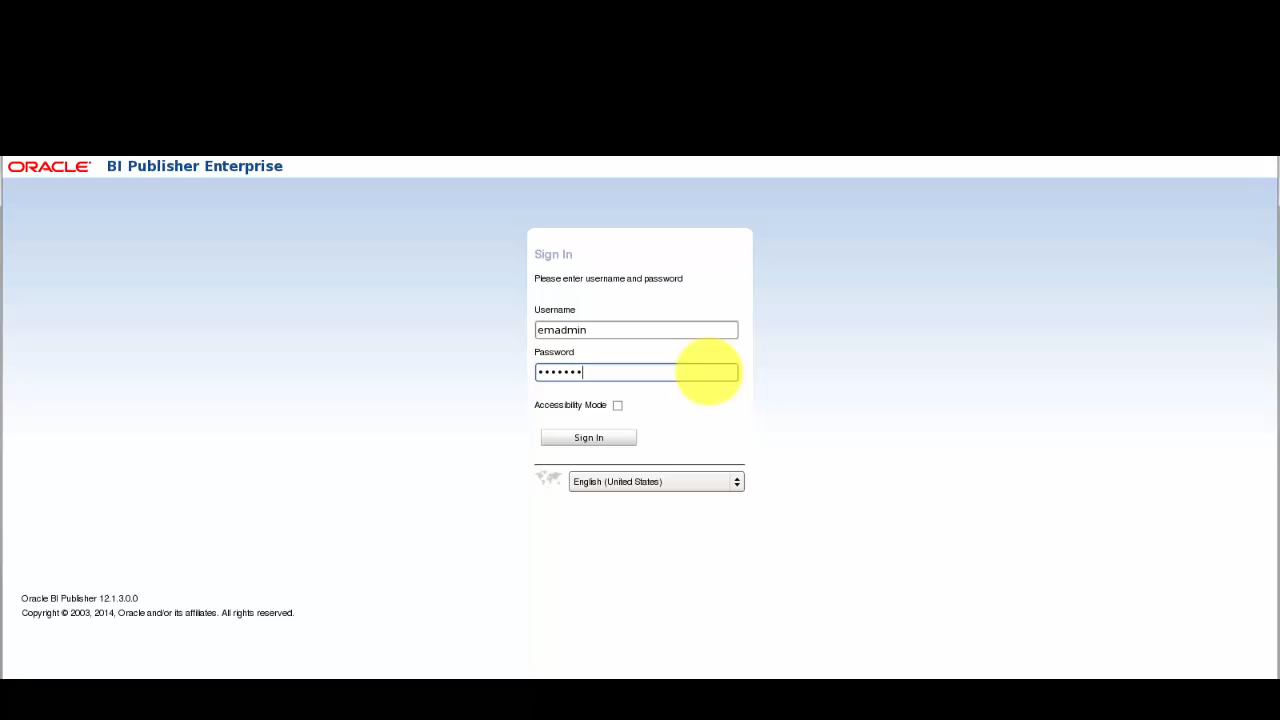 ORACLE BI Publisher Enterprise
Sign In
Please enter username and password
Username
emadmin
Password
•••••••
Accessibility Mode
Sign In
English (United States)
Oracle BI Publisher 12.1.3.0.0
Copyright © 2003, 2014, Oracle and/or its affiliates. All rights reserved.